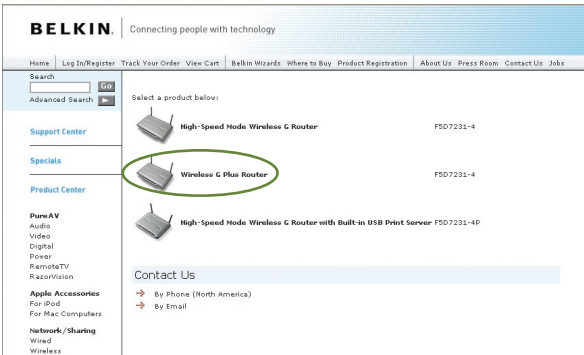 BELKIN. Connecting people with technology
Home Log In/Register Track Your Order View Cart Belkin Wizards Where to Buy Product Registration About Us Press Room Contact Us Jobs
Search
Go
Advanced Search
Select a product below:
High-Speed Mode Wireless G Router F5D7231-4
Support Center
Specials
Wireless G Plus Router F5D7231-4
Product Center
High-Speed Mode Wireless G Router with Built-in USB Print Server F5D7231-4P
PureAV
Audio
Video
Digital
Power
RemoteTV
RazorVision
Apple Accessories
For iPod
For Mac Computers
Network/Sharing
Wired
Wireless
Contact Us
By Phone (North America)
By Email